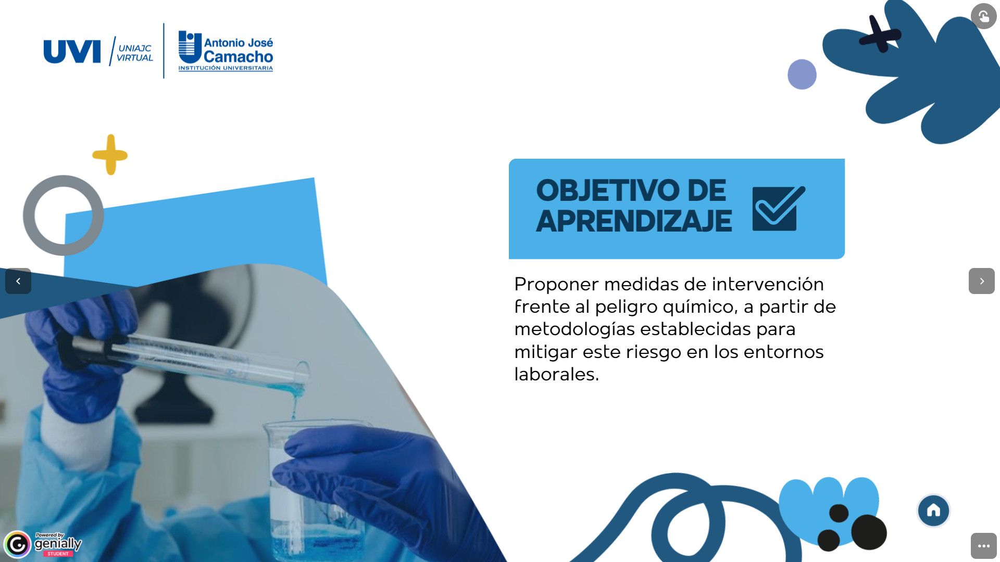 UVI
UNIAJC
VIRTUAL
Antonio José
Camacho
INSTITUCIÓN UNIVERSITARIA
OBJETIVO DE
APRENDIZAJE
Proponer medidas de intervención
frente al peligro químico, a partir de
metodologías establecidas para
mitigar este riesgo en los entornos
laborales.
Powered by
genially
STUDENT